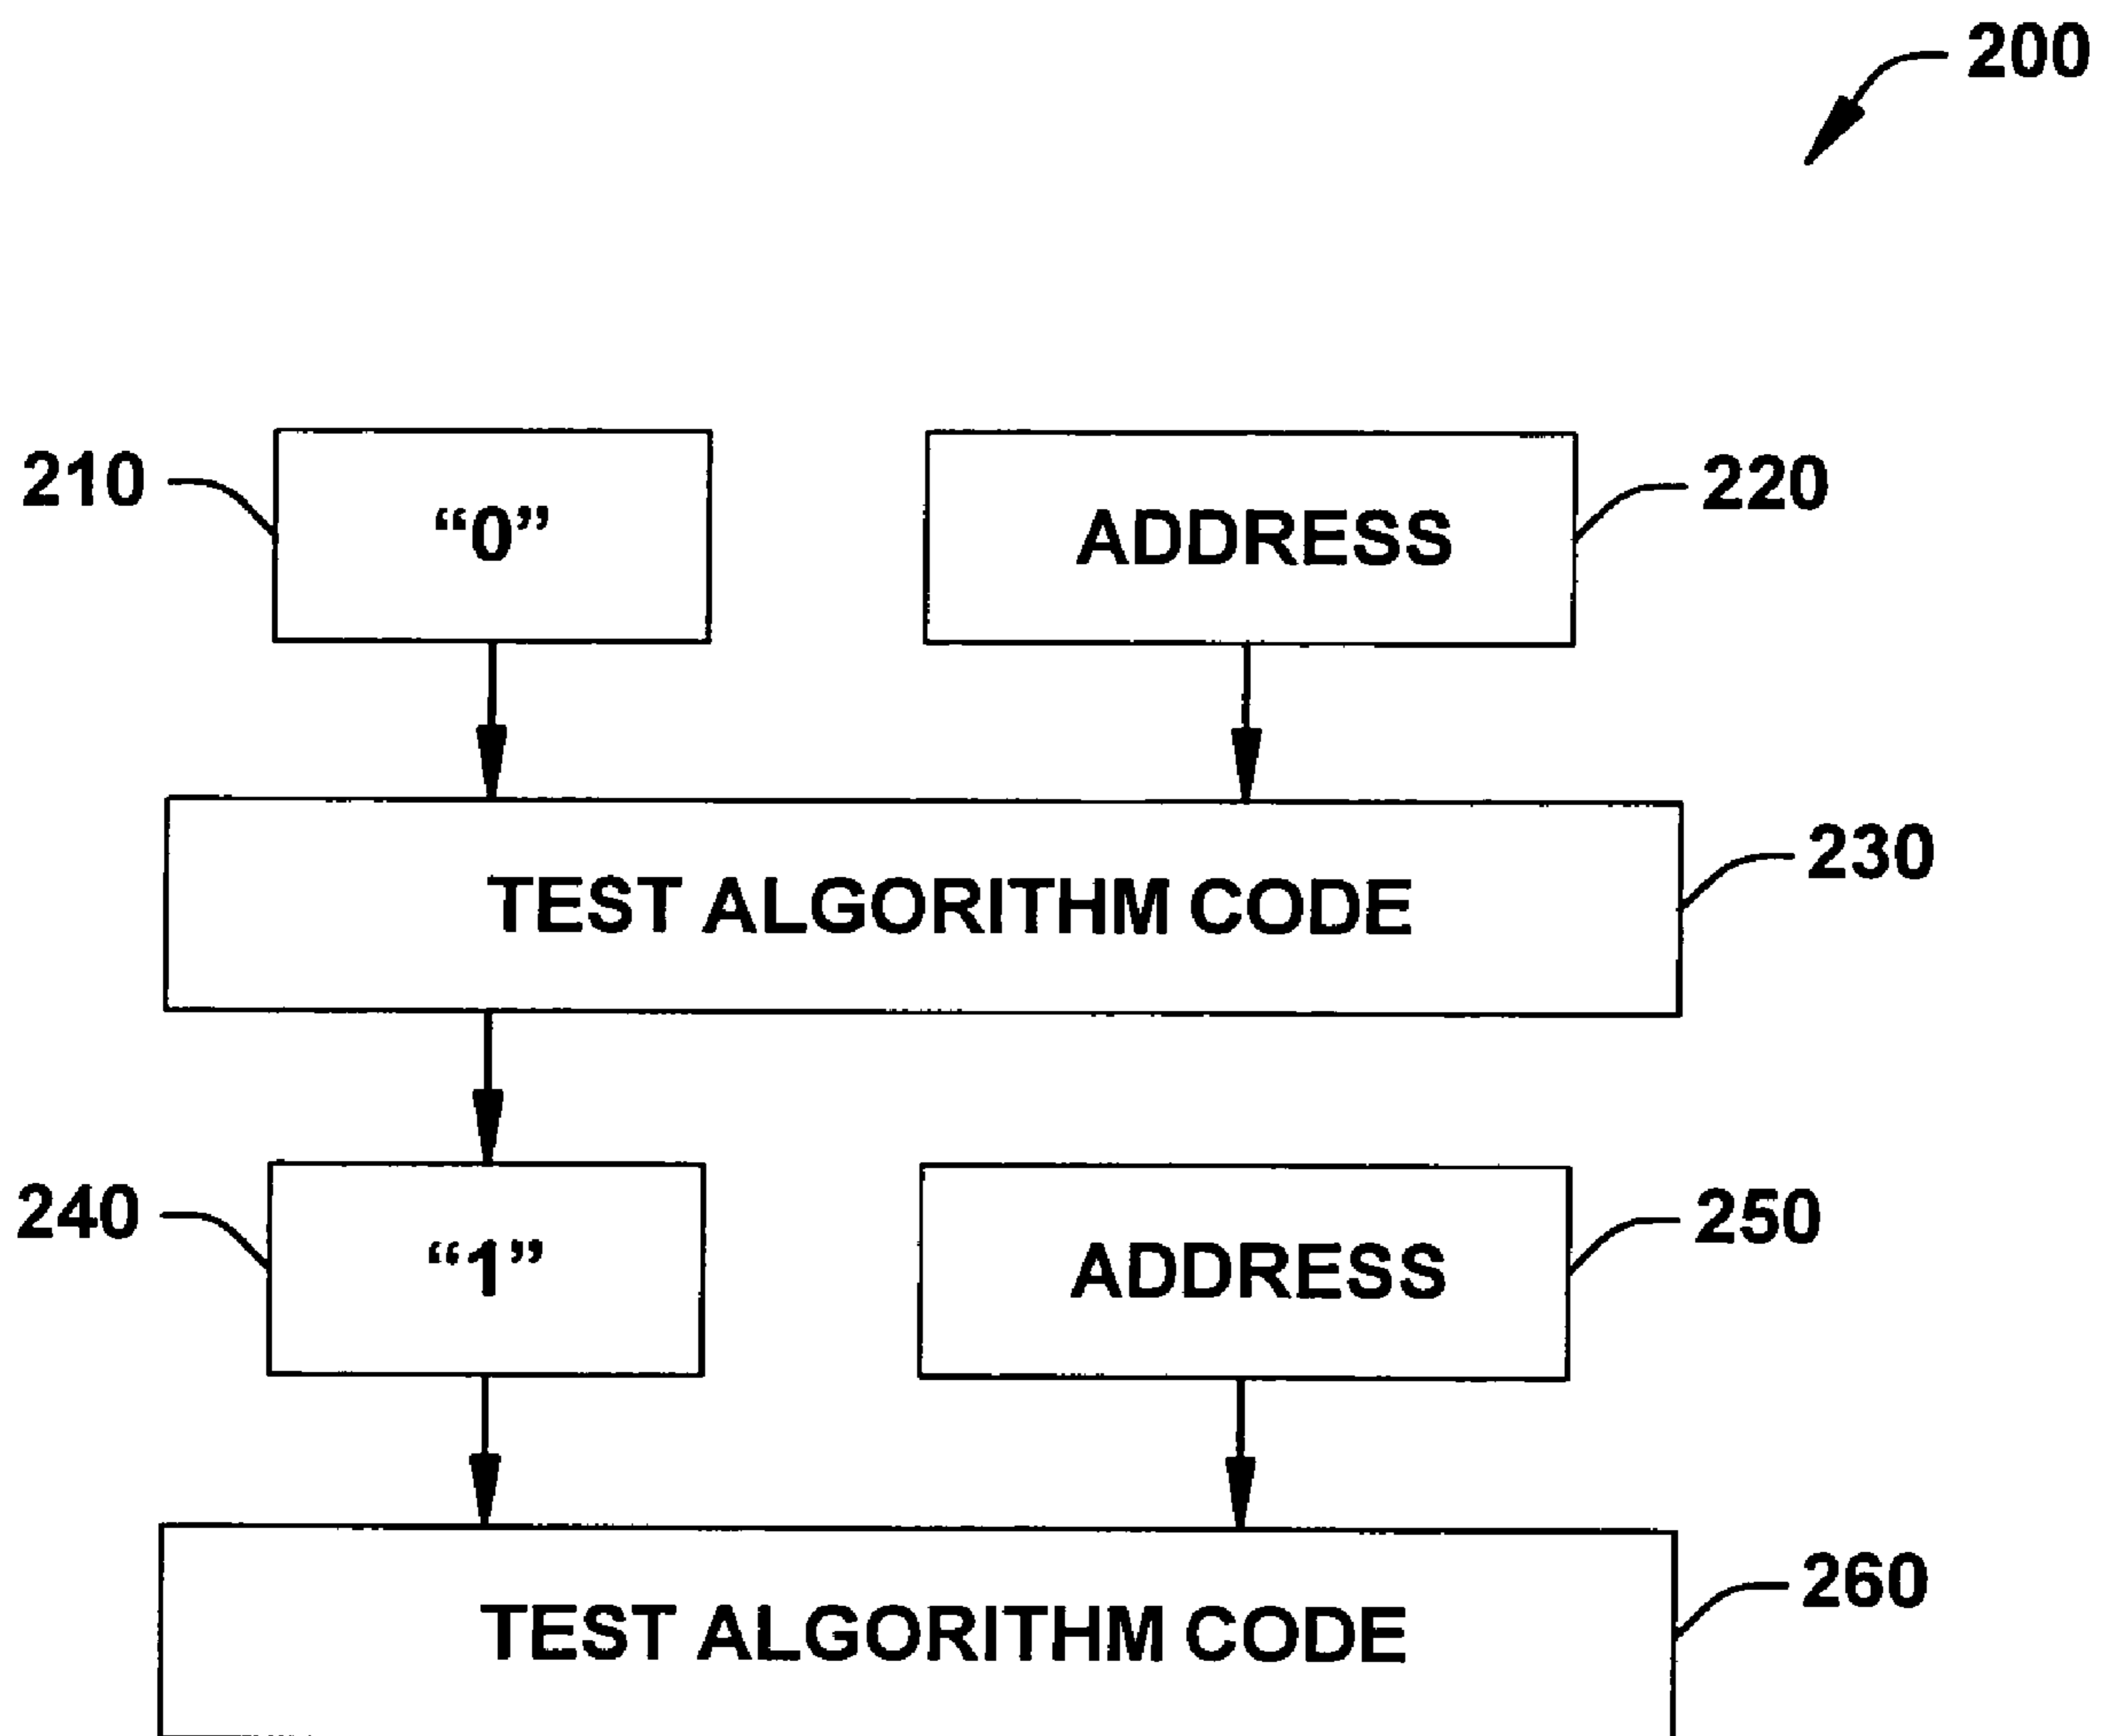 200
210
“0”
ADDRESS
220
TEST ALGORITHM CODE
230
240
“1”
ADDRESS
250
TEST ALGORITHM CODE
260